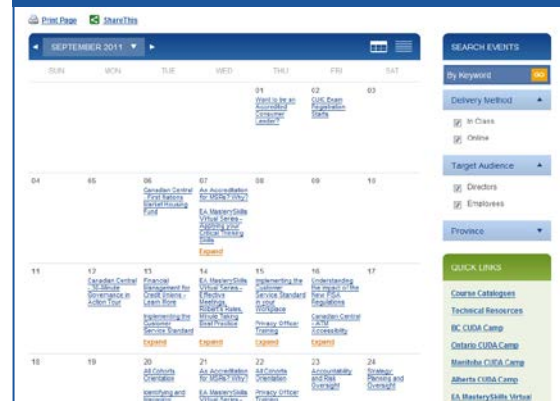 Print Page ShareThis
SEPTEMBER 2011
SEARCH EVENTS
SUN MON TUE WED THU FRI SAT
By Keyword GO
01 02 03
Want to be an
Accredited
Consumer
Lender?
CUIC Exam
Registration
Starts
Delivery Method
In Class
Online
Target Audience
Directors
Employees
Province
04 05 06 07 08 09 10
Canadian Central
- First Nations
Market Housing
Fund
An Accreditation
for MSRs? Why?
EA MasterySkills
Virtual Series -
Applying your
Critical Thinking
Skills
Expand
11 12 13 14 15 16 17
Canadian Central
- 30-Minute
Governance in
Action Tour
Financial
Management for
Credit Unions -
Learn More
Implementing the
Customer
Service Standard
Expand
EA MasterySkills
Virtual Series -
Effective
Meetings,
Robert's Rules,
Minute Taking
Best Practice
Expand
Implementing the
Customer
Service Standard
in your
Workplace
Privacy Officer
Training
Expand
Understanding
the impact of the
New
Regulations
Canadian Central
- ATM
Accessibility
Expand
QUICK LINKS
Course Catalogues
Technical Resources
BC CUDA Camp
Ontario CUDA Camp
Manitoba CUDA Camp
Alberta CUDA Camp
EA MasterySkills Virtual
18 19 20 21 22 23 24
All Cohorts
Orientation
Identifying and
Managing
An Accreditation
for MSRs? Why?
EA MasterySkills
Virtual Series -
All Cohorts
Orientation
Privacy Officer
Training
Accountability
and Risk
Oversight
Strategy:
Planning and
Oversight